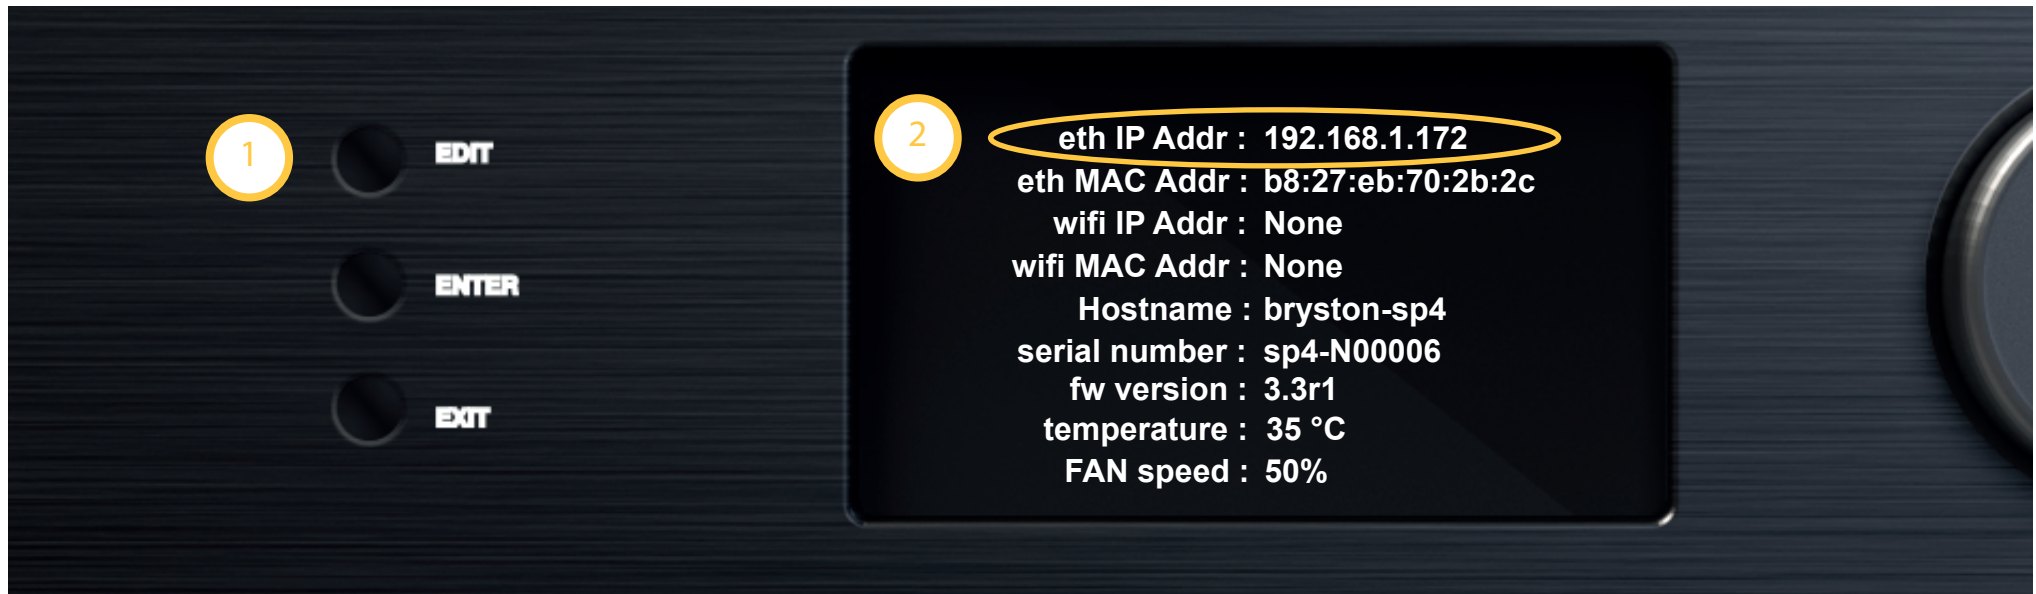 1
EDIT
ENTER
EXIT
2
eth IP Addr : 192.168.1.172
eth MAC Addr : b8:27:eb:70:2b:2c
wifi IP Addr : None
wifi MAC Addr : None
Hostname : bryston-sp4
serial number : sp4-N00006
fw version : 3.3r1
temperature : 35 °C
FAN speed : 50%